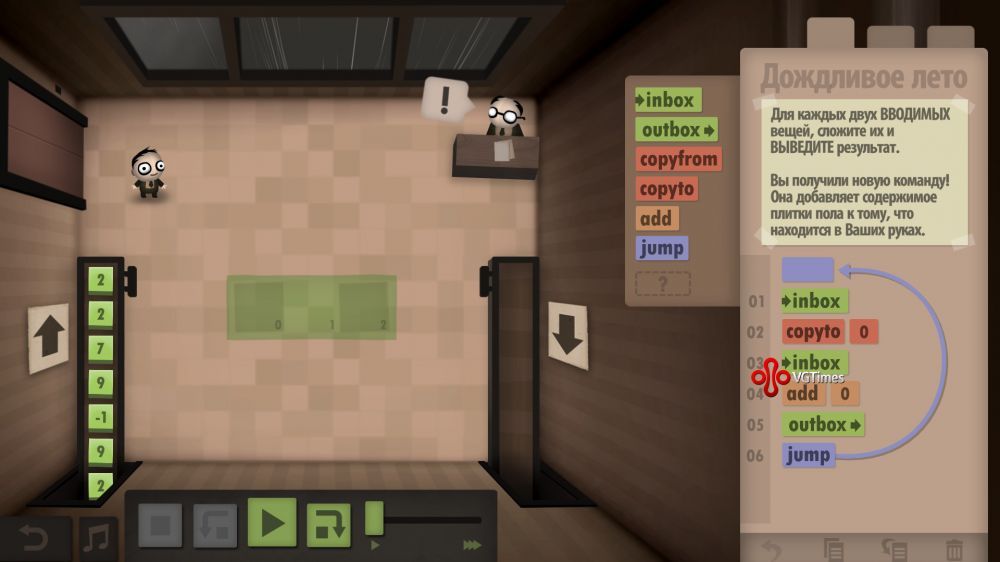 Дождливое лето
Для каждых двух ВВОДИМЫХ
вещей, сложите их и
ВЫВЕДИТЕ результат.
Вы получили новую команду!
Она добавляет содержимое
плитки пола к тому, что
находится в Ваших руках.
!
inbox
outbox
copyfrom
copyto
add
jump
?
2
2
7
9
-1
9
2
0 1 2
01 inbox
02 copyto 0
03 inbox
VGTimes
04 add 0
05 outbox
06 jump